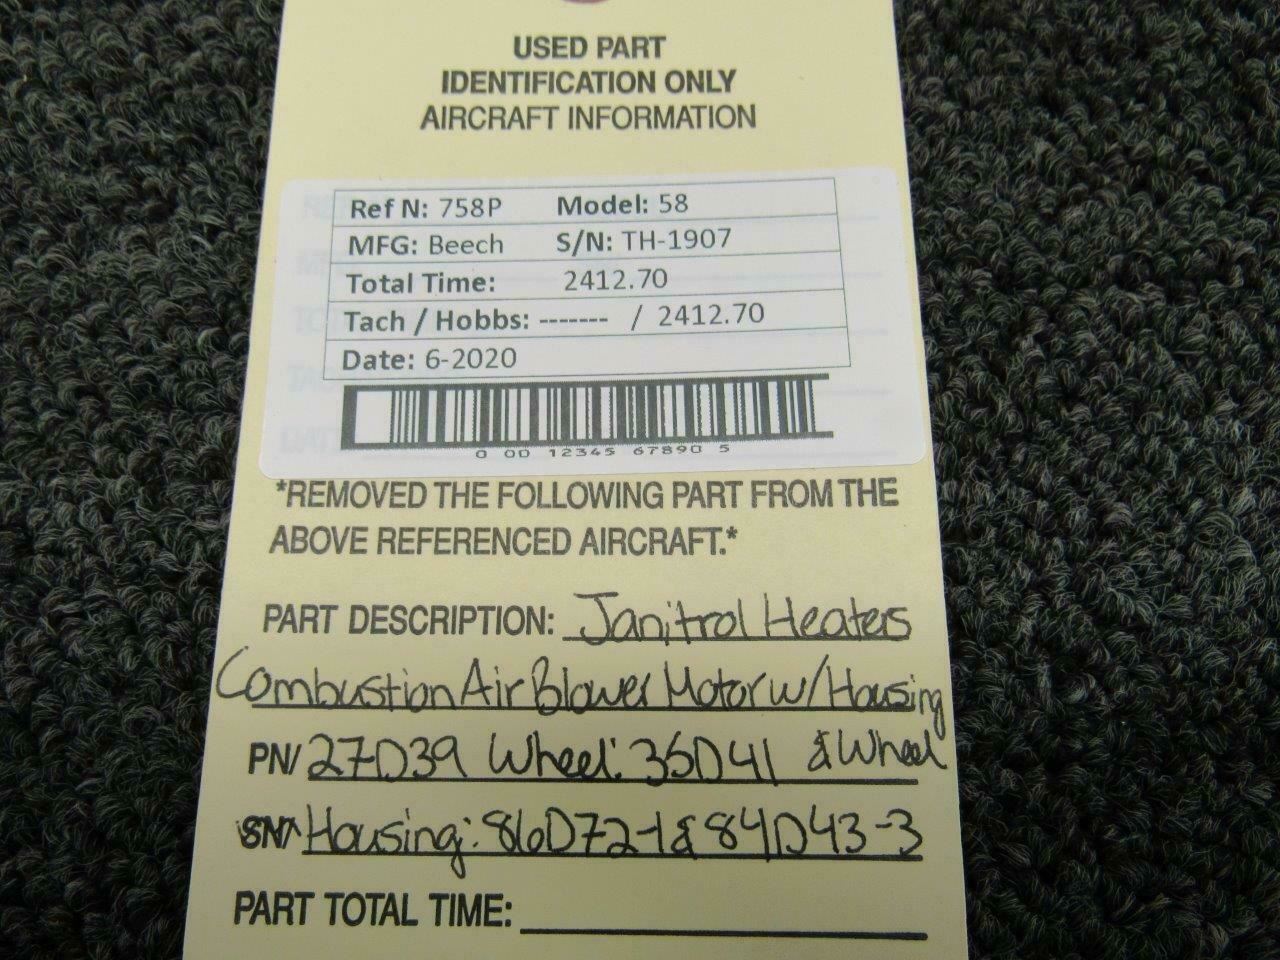 USED PART
IDENTIFICATION ONLY
AIRCRAFT INFORMATION
Ref N: 758P Model: 58
MFG: Beech S/N: TH-1907
Total Time: 2412.70
Tach / Hobbs: ------- / 2412.70
Date: 6-2020
0 00 12345 67890 5
*REMOVED THE FOLLOWING PART FROM THE
ABOVE REFERENCED AIRCRAFT.*
PART DESCRIPTION: Janitrol Heaters
Combustion Air Blower Motor w/Housing
PN/ 27D39 Wheel: 35D41 & Wheel
SN/ Housing: 86D72-1 & 84D43-3
PART TOTAL TIME: